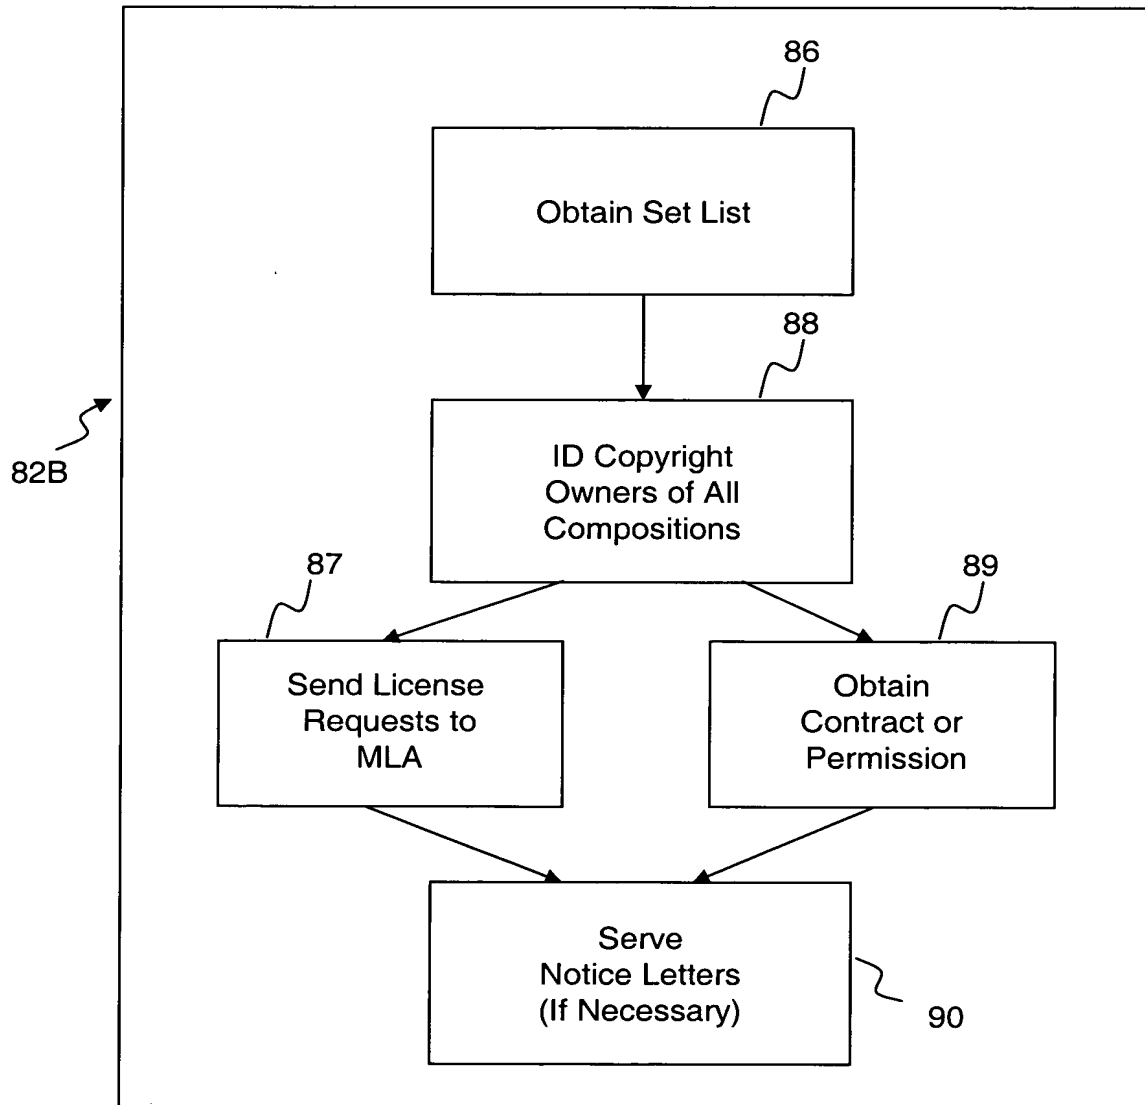 86
Obtain Set List
88
82B
ID Copyright
Owners of All
Compositions
87
89
Send License
Requests to
MLA
Obtain
Contract or
Permission
Serve
Notice Letters
(If Necessary)
90